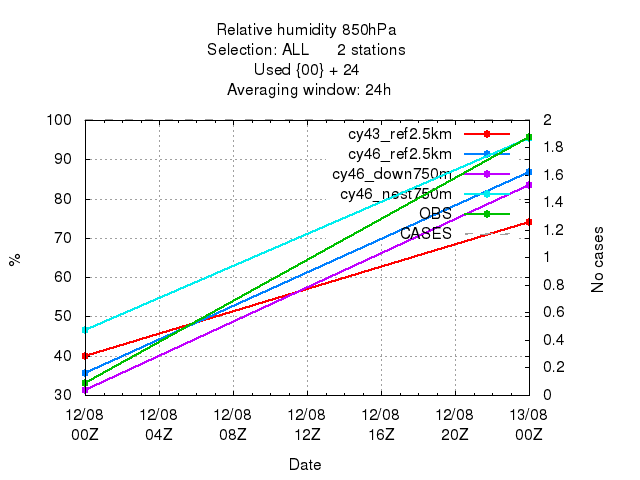 Relative humidity 850hPa
Selection: ALL 2 stations
Used {00} + 24
Averaging window: 24h
100
90
80
70
60
50
40
30
%
2
1.8
1.6
1.4
1.2
1
0.8
0.6
0.4
0.2
0
No cases
cy43_ref2.5km
cy46_ref2.5km
cy46_down750m
cy46_nest750m
OBS
CASES
12/08 12/08 12/08 12/08 12/08 12/08 13/08
00Z 04Z 08Z 12Z 16Z 20Z 00Z
Date